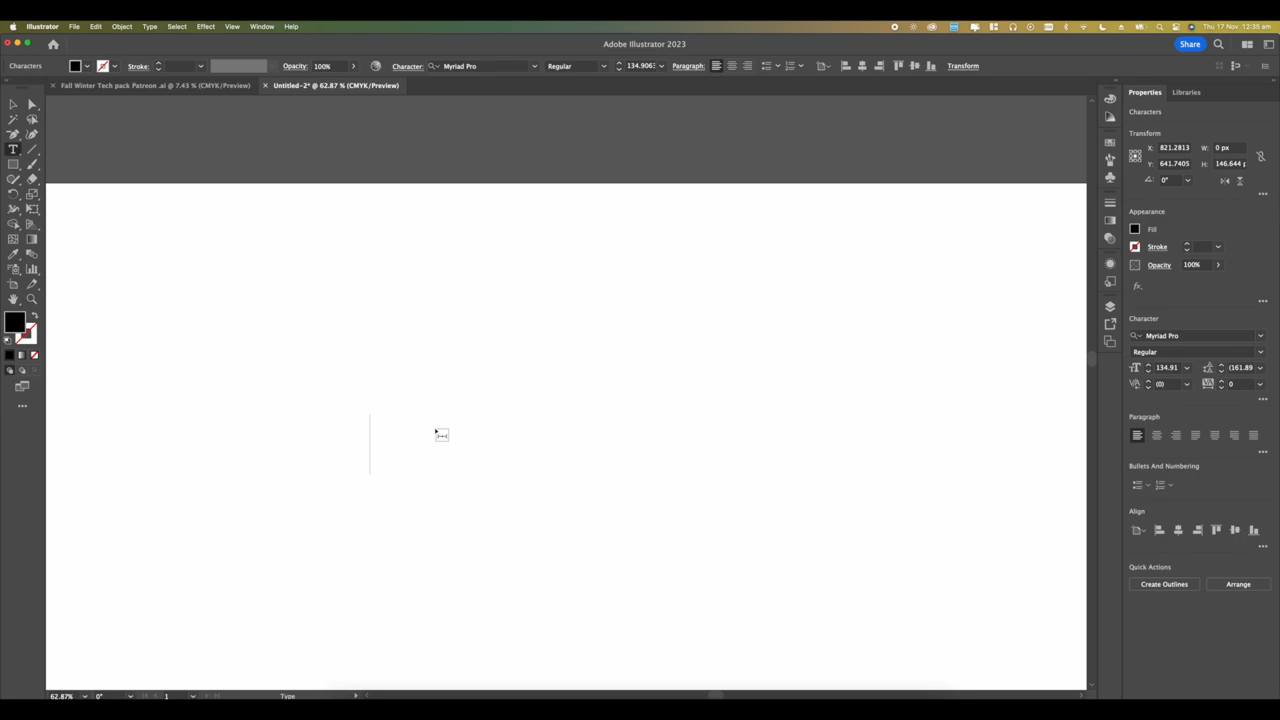 Illustrator File Edit Object Type Select Effect View Window Help Thu 17 Nov 12:35 am
Adobe Illustrator 2023 Share
Characters Stroke: Opacity: 100% Character: Myriad Pro Regular 134.906: Paragraph: Transform
Fall Winter Tech pack Patreon .ai @ 7.43 % (CMYK/Preview) Untitled-2* @ 62.87 % (CMYK/Preview)
Properties Libraries
Characters
Transform
X: 821.2813 W: 0 px
Y: 641.7405 H: 146.644 p
0°
Appearance
Fill
Stroke
Opacity 100%
fx.
Character
Myriad Pro
Regular
134.91 (161.89
(0) 0
Paragraph
Bullets And Numbering
Align
Quick Actions
Create Outlines Arrange
62.87% 0° 1 Type